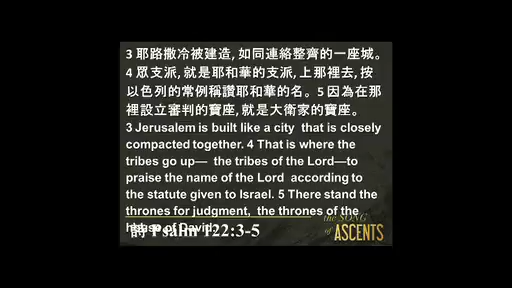 3 耶路撒冷被建造, 如同連絡整齊的一座城。
4 眾支派, 就是耶和華的支派, 上那裡去, 按
以色列的常例稱讚耶和華的名。5 因為在那
裡設立審判的寶座, 就是大衛家的寶座。
3 Jerusalem is built like a city that is closely
compacted together. 4 That is where the
tribes go up— the tribes of the Lord—to
praise the name of the Lord according to
the statute given to Israel. 5 There stand the
thrones for judgment, the thrones of the
house of David.
詩 Psalm 122:3-5
the SONG
of ASCENTS